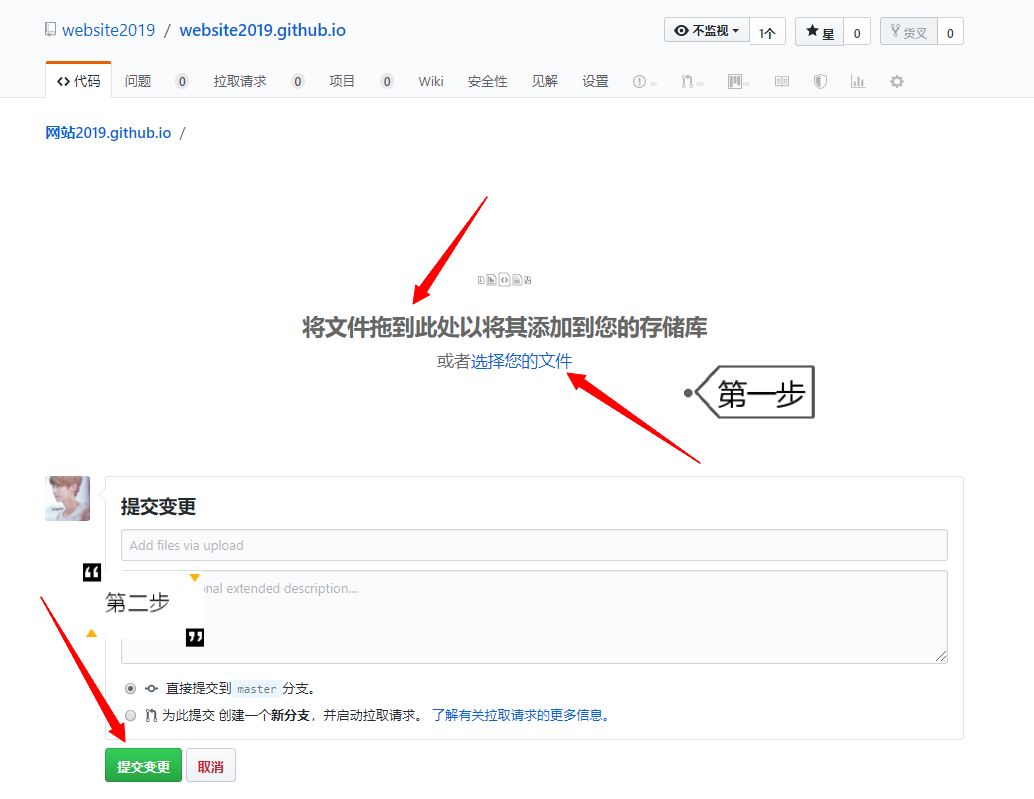 website2019 / website2019.github.io
不监视 1个 星 0 货叉 0
代码 问题 0 拉取请求 0 项目 0 Wiki 安全性 见解 设置
网站2019.github.io /
将文件拖到此处以将其添加到您的存储库
或者选择您的文件
第一步
提交变更
Add files via upload
onal extended description...
第二步
直接提交到 master 分支。
为此提交 创建一个新分支，并启动拉取请求。 了解有关拉取请求的更多信息。
提交变更 取消